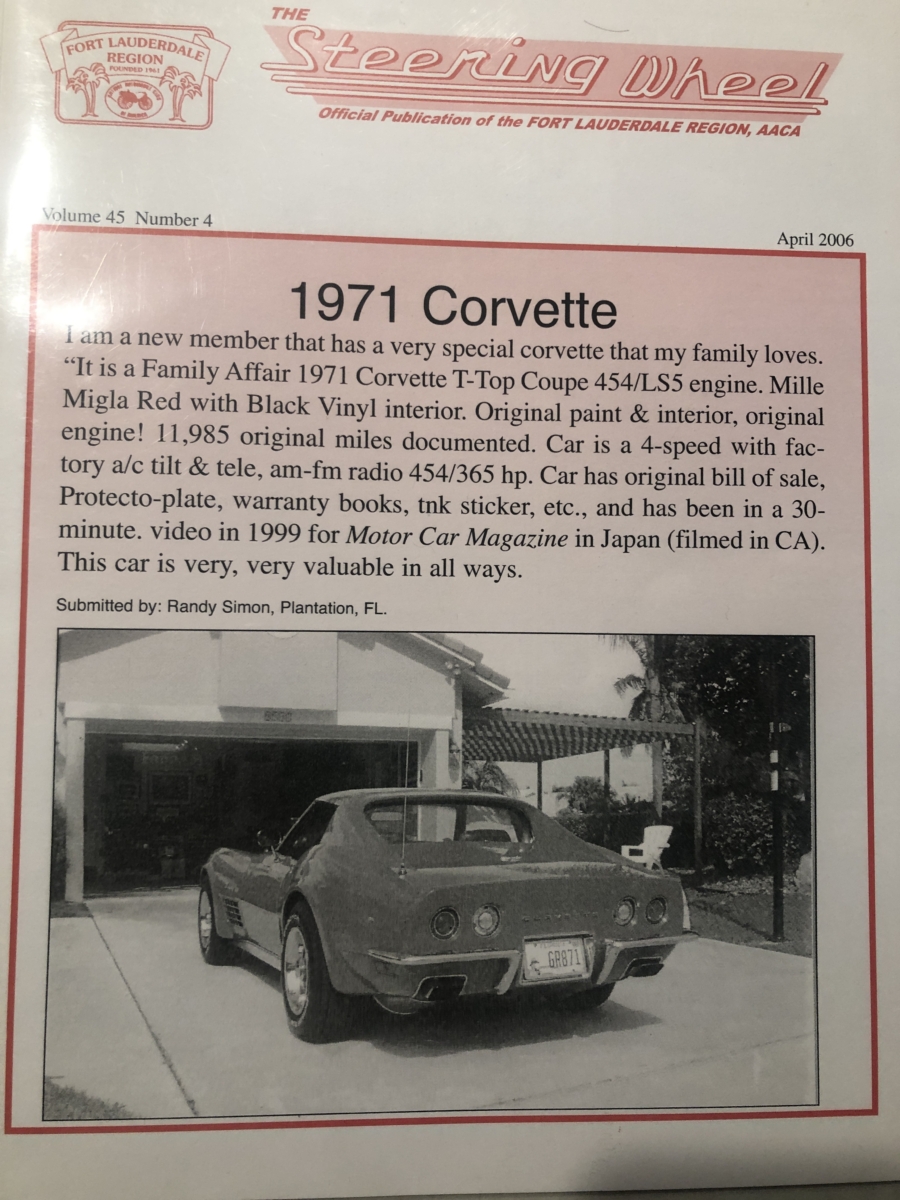 FORT LAUDERDALE
REGION
FOUNDED 1961
THE
Steering Wheel
Official Publication of the FORT LAUDERDALE REGION, AACA
Volume 45 Number 4
April 2006
1971 Corvette
I am a new member that has a very special corvette that my family loves.
“It is a Family Affair 1971 Corvette T-Top Coupe 454/LS5 engine. Mille
Migla Red with Black Vinyl interior. Original paint & interior, original
engine! 11,985 original miles documented. Car is a 4-speed with fac-
tory a/c tilt & tele, am-fm radio 454/365 hp. Car has original bill of sale,
Protecto-plate, warranty books, tnk sticker, etc., and has been in a 30-
minute. video in 1999 for Motor Car Magazine in Japan (filmed in CA).
This car is very, very valuable in all ways.
Submitted by: Randy Simon, Plantation, FL.
GR871